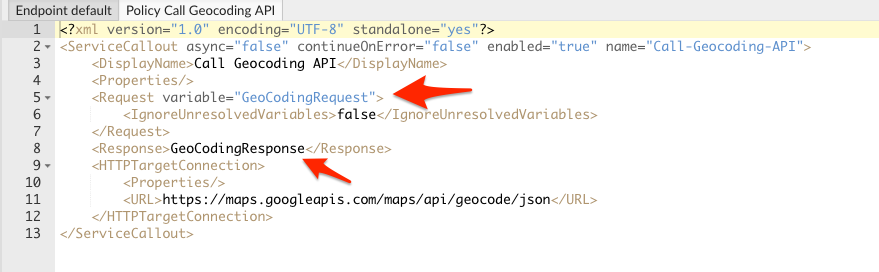 Endpoint default Policy Call Geocoding API
1 <?xml version="1.0" encoding="UTF-8" standalone="yes"?>
2 <ServiceCallout async="false" continueOnError="false" enabled="true" name="Call-Geocoding-API">
3 <DisplayName>Call Geocoding API</DisplayName>
4 <Properties/>
5 <Request variable="GeoCodingRequest">
6 <IgnoreUnresolvedVariables>false</IgnoreUnresolvedVariables>
7 </Request>
8 <Response>GeoCodingResponse</Response>
9 <HTTPTargetConnection>
10 <Properties/>
11 <URL>https://maps.googleapis.com/maps/api/geocode/json</URL>
12 </HTTPTargetConnection>
13 </ServiceCallout>